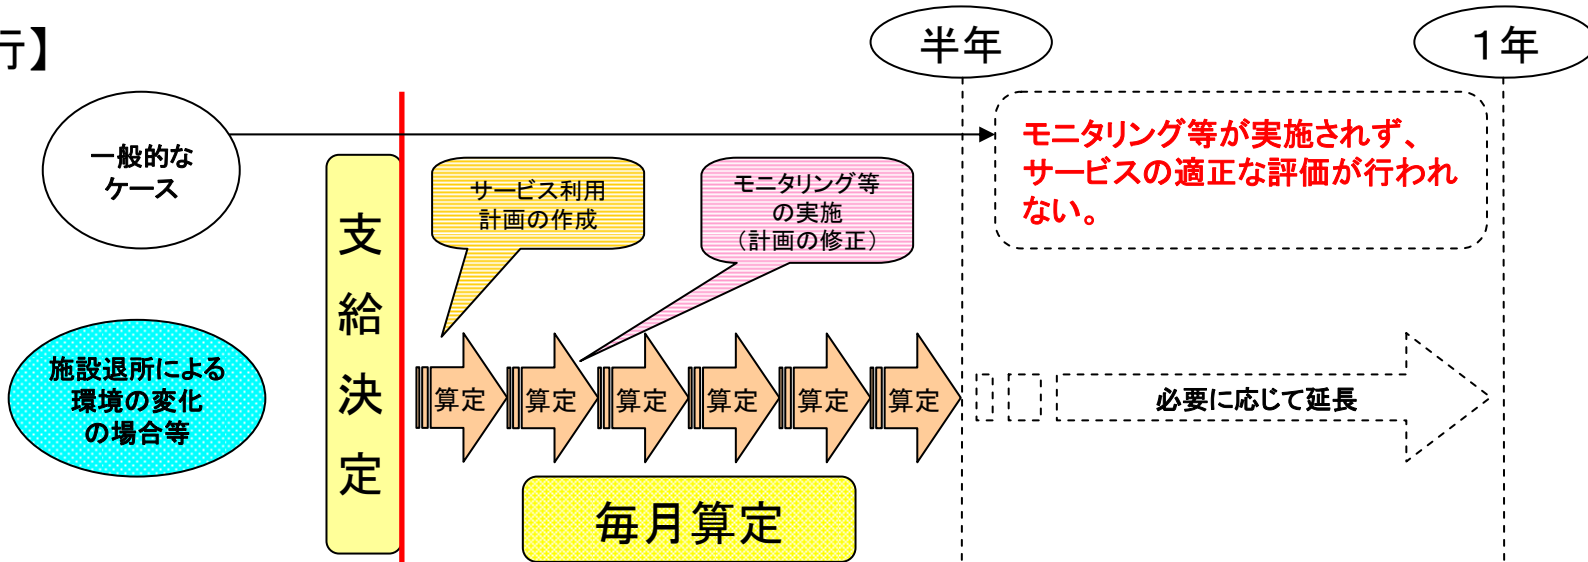 行】
半年
１年
一般的な
ケース
モニタリング等が実施されず、
サービスの適正な評価が行われ
ない。
支給決定
サービス利用
計画の作成
モニタリング等
の実施
（計画の修正）
施設退所による
環境の変化
の場合等
算定
算定
算定
算定
算定
算定
必要に応じて延長
毎月算定